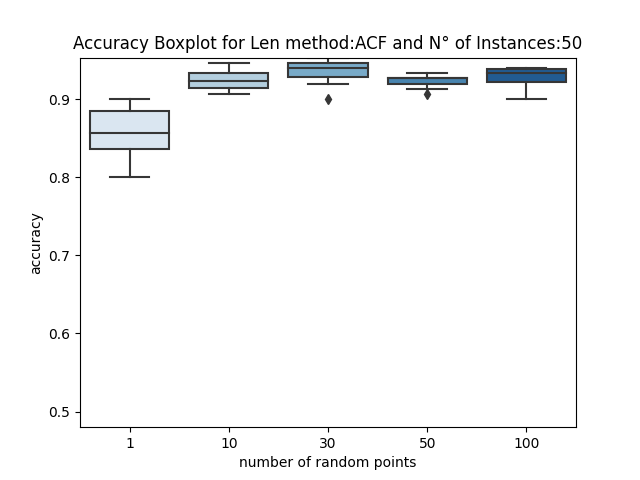 Accuracy Boxplot for Len method:ACF and N° of Instances:50
accuracy
0.9
0.8
0.7
0.6
0.5
1 10 30 50 100
number of random points